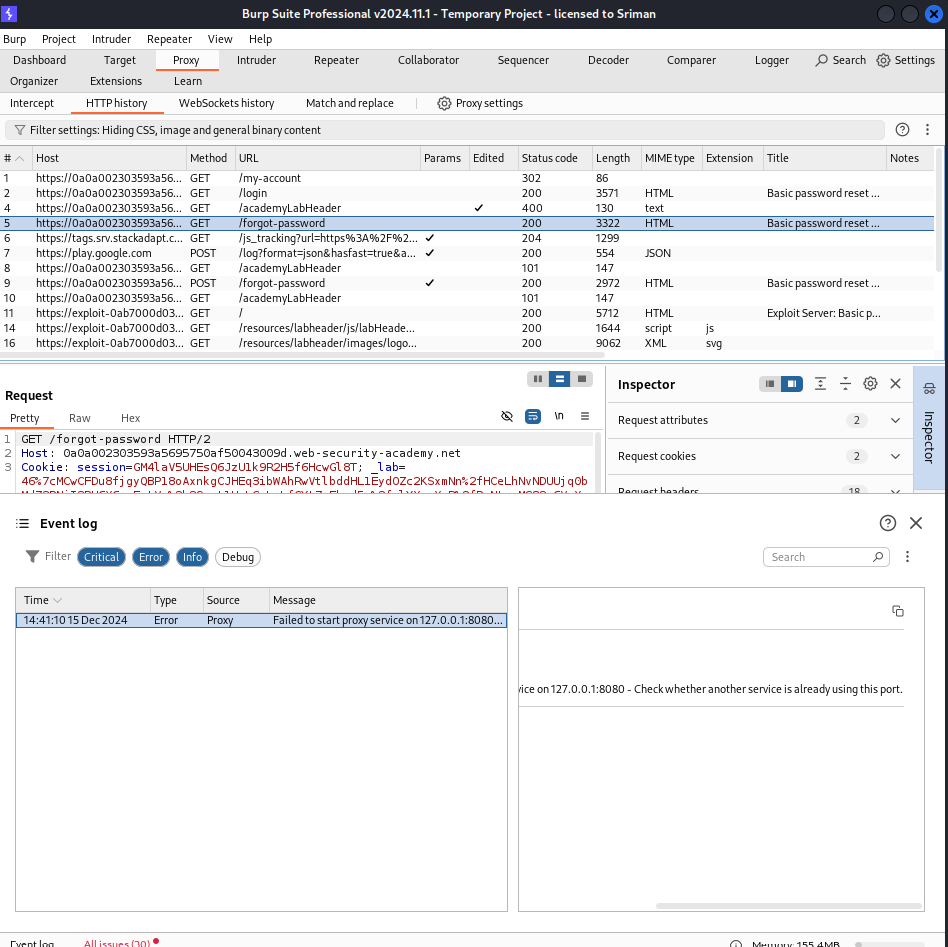 Burp Suite Professional v2024.11.1 - Temporary Project - licensed to Sriman
Burp Project Intruder Repeater View Help
Dashboard Target Proxy Intruder Repeater Collaborator Sequencer Decoder Comparer Logger Search Settings
Organizer Extensions Learn
Intercept HTTP history WebSockets history Match and replace Proxy settings
Filter settings: Hiding CSS, image and general binary content
# Host Method URL Params Edited Status code Length MIME type Extension Title Notes
1 https://0a0a002303593a56... GET /my-account 302 86
2 https://0a0a002303593a56... GET /login 200 3571 HTML Basic password reset ...
4 https://0a0a002303593a56... GET /academyLabHeader ✓ 400 130 text
5 https://0a0a002303593a56... GET /forgot-password 200 3322 HTML Basic password reset ...
6 https://tags.srv.stackadapt.c... GET /js_tracking?url=https%3A%2F%2... ✓ 204 1299
7 https://play.google.com POST /log?format=json&hasfast=true&a... ✓ 200 554 JSON
8 https://0a0a002303593a56... GET /academyLabHeader 101 147
9 https://0a0a002303593a56... POST /forgot-password ✓ 200 2972 HTML Basic password reset ...
10 https://0a0a002303593a56... GET /academyLabHeader 101 147
11 https://exploit-0ab7000d03... GET / 200 5712 HTML Exploit Server: Basic p...
14 https://exploit-0ab7000d03... GET /resources/labheader/js/labHeade... 200 1644 script js
16 https://exploit-0ab7000d03... GET /resources/labheader/images/logo... 200 9062 XML svg
Request
Pretty Raw Hex \n
1 GET /forgot-password HTTP/2
2 Host: 0a0a002303593a5695750af50043009d.web-security-academy.net
3 Cookie: session=GM4laV5UHEsQ6JzU1k9R2H5f6HcwGl8T; _lab=
46%7cMCwCFDu8fjgyQBP18oAxnkgCJHEq3ibWAhRwVtlbddHL1EydOZc2KSxmNn%2fHCeLhNvNDUUjq0b
Inspector
Request attributes 2
Request cookies 2
Request headers 18
Inspector
Event log
Filter Critical Error Info Debug Search
Time Type Source Message
14:41:10 15 Dec 2024 Error Proxy Failed to start proxy service on 127.0.0.1:8080...
vice on 127.0.0.1:8080 - Check whether another service is already using this port.
Event log All issues (30) Memory: 155.4MB